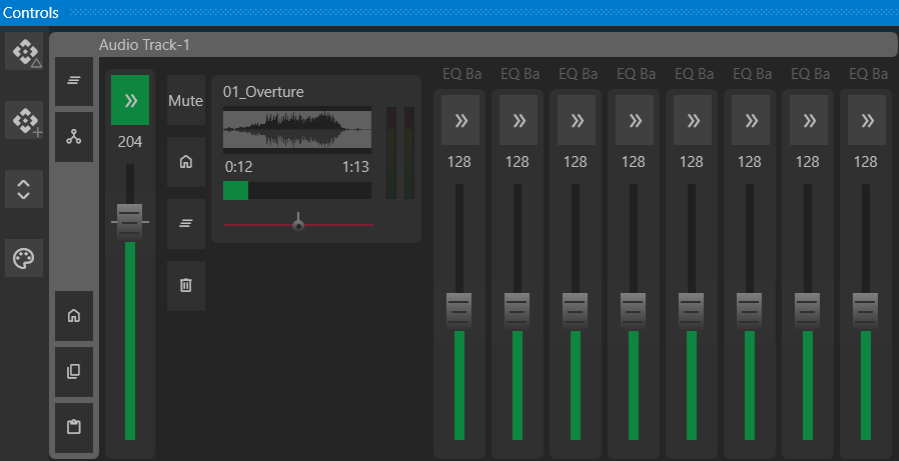 Controls
Audio Track-1
204
Mute
01_Overture
0:12 1:13
EQ Ba EQ Ba EQ Ba EQ Ba EQ Ba EQ Ba EQ Ba EQ Ba
128 128 128 128 128 128 128 128